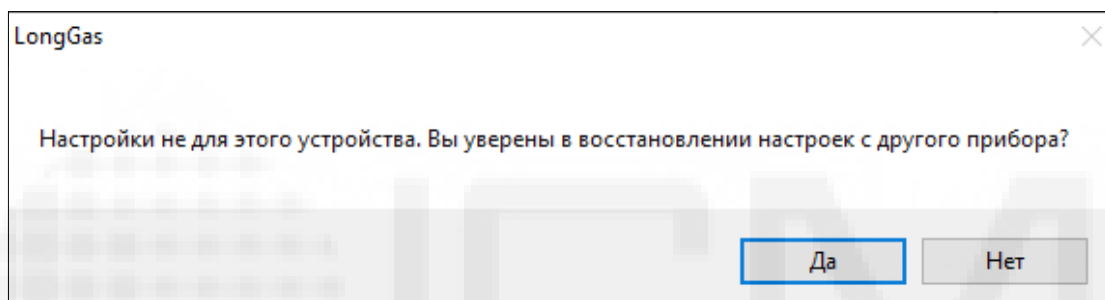 LongGas
Настройки не для этого устройства. Вы уверены в восстановлении настроек с другого прибора?
Да Нет